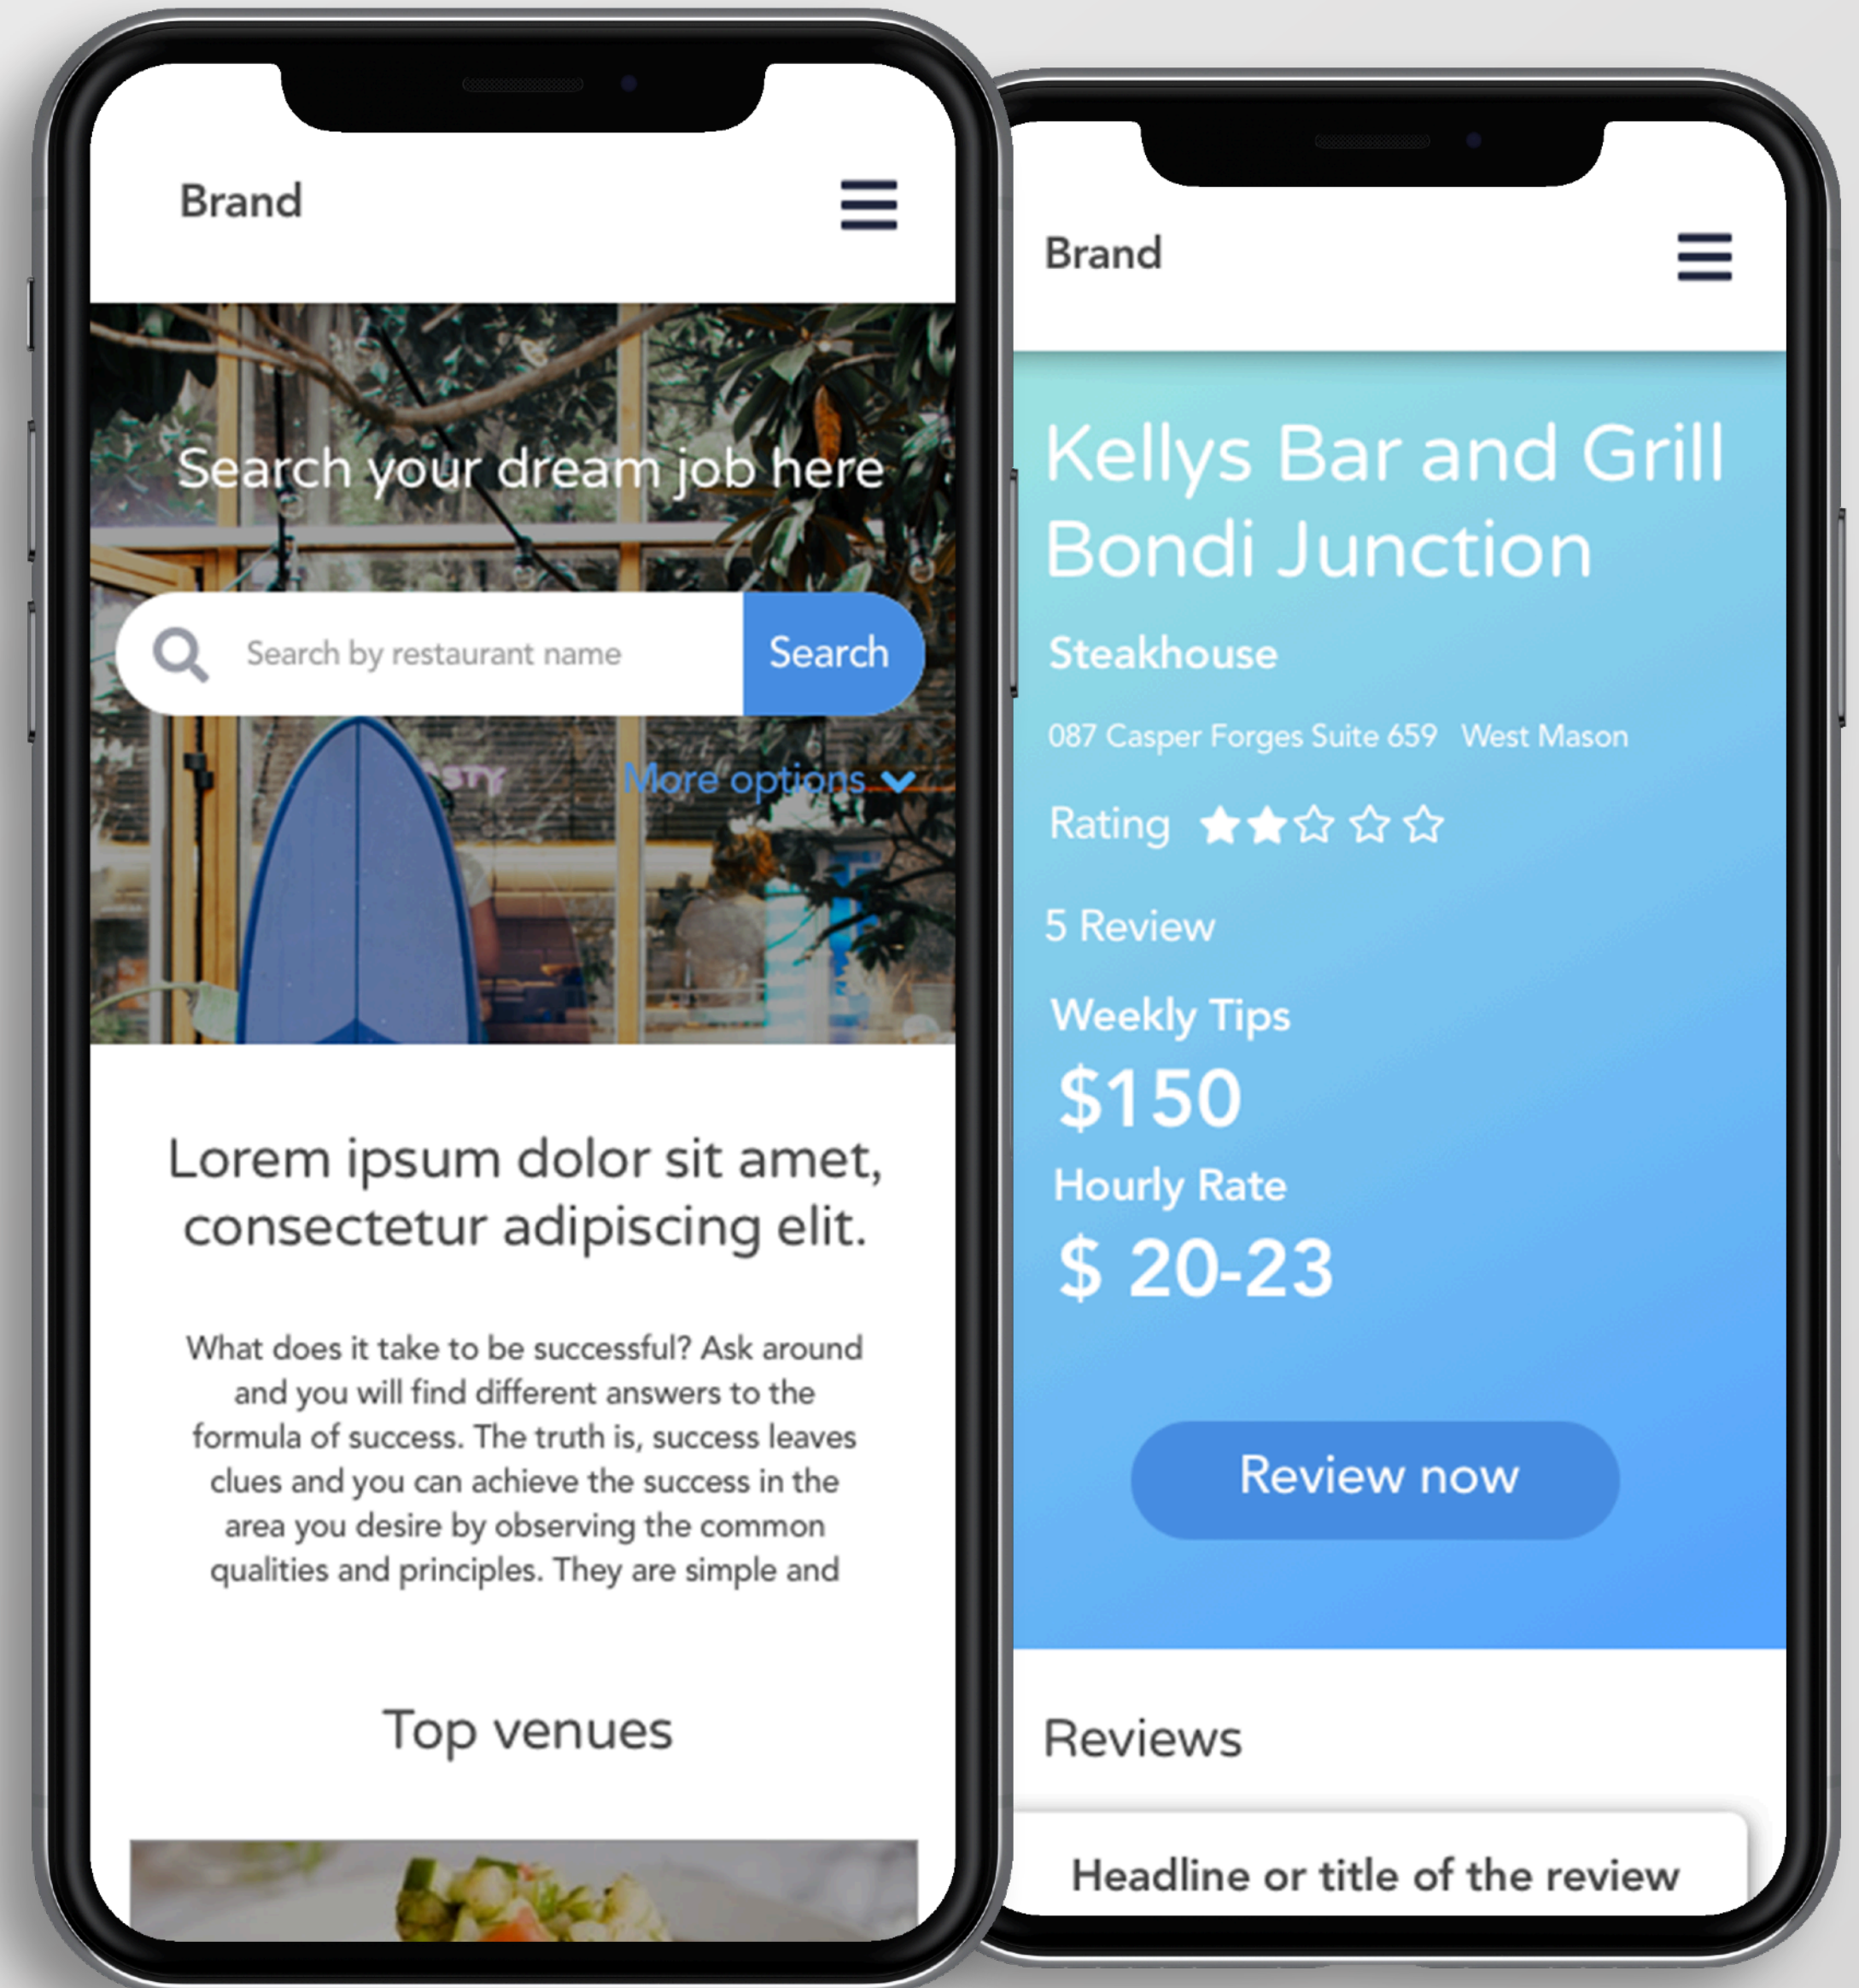 Brand
Search your dream job here
Search by restaurant name
Search
More options
Lorem ipsum dolor sit amet,
consectetur adipiscing elit.
What does it take to be successful? Ask around
and you will find different answers to the
formula of success. The truth is, success leaves
clues and you can achieve the success in the
area you desire by observing the common
qualities and principles. They are simple and
Top venues
Brand
Kellys Bar and Grill
Bondi Junction
Steakhouse
087 Casper Forges Suite 659 West Mason
Rating
5 Review
Weekly Tips
$150
Hourly Rate
$ 20-23
Review now
Reviews
Headline or title of the review